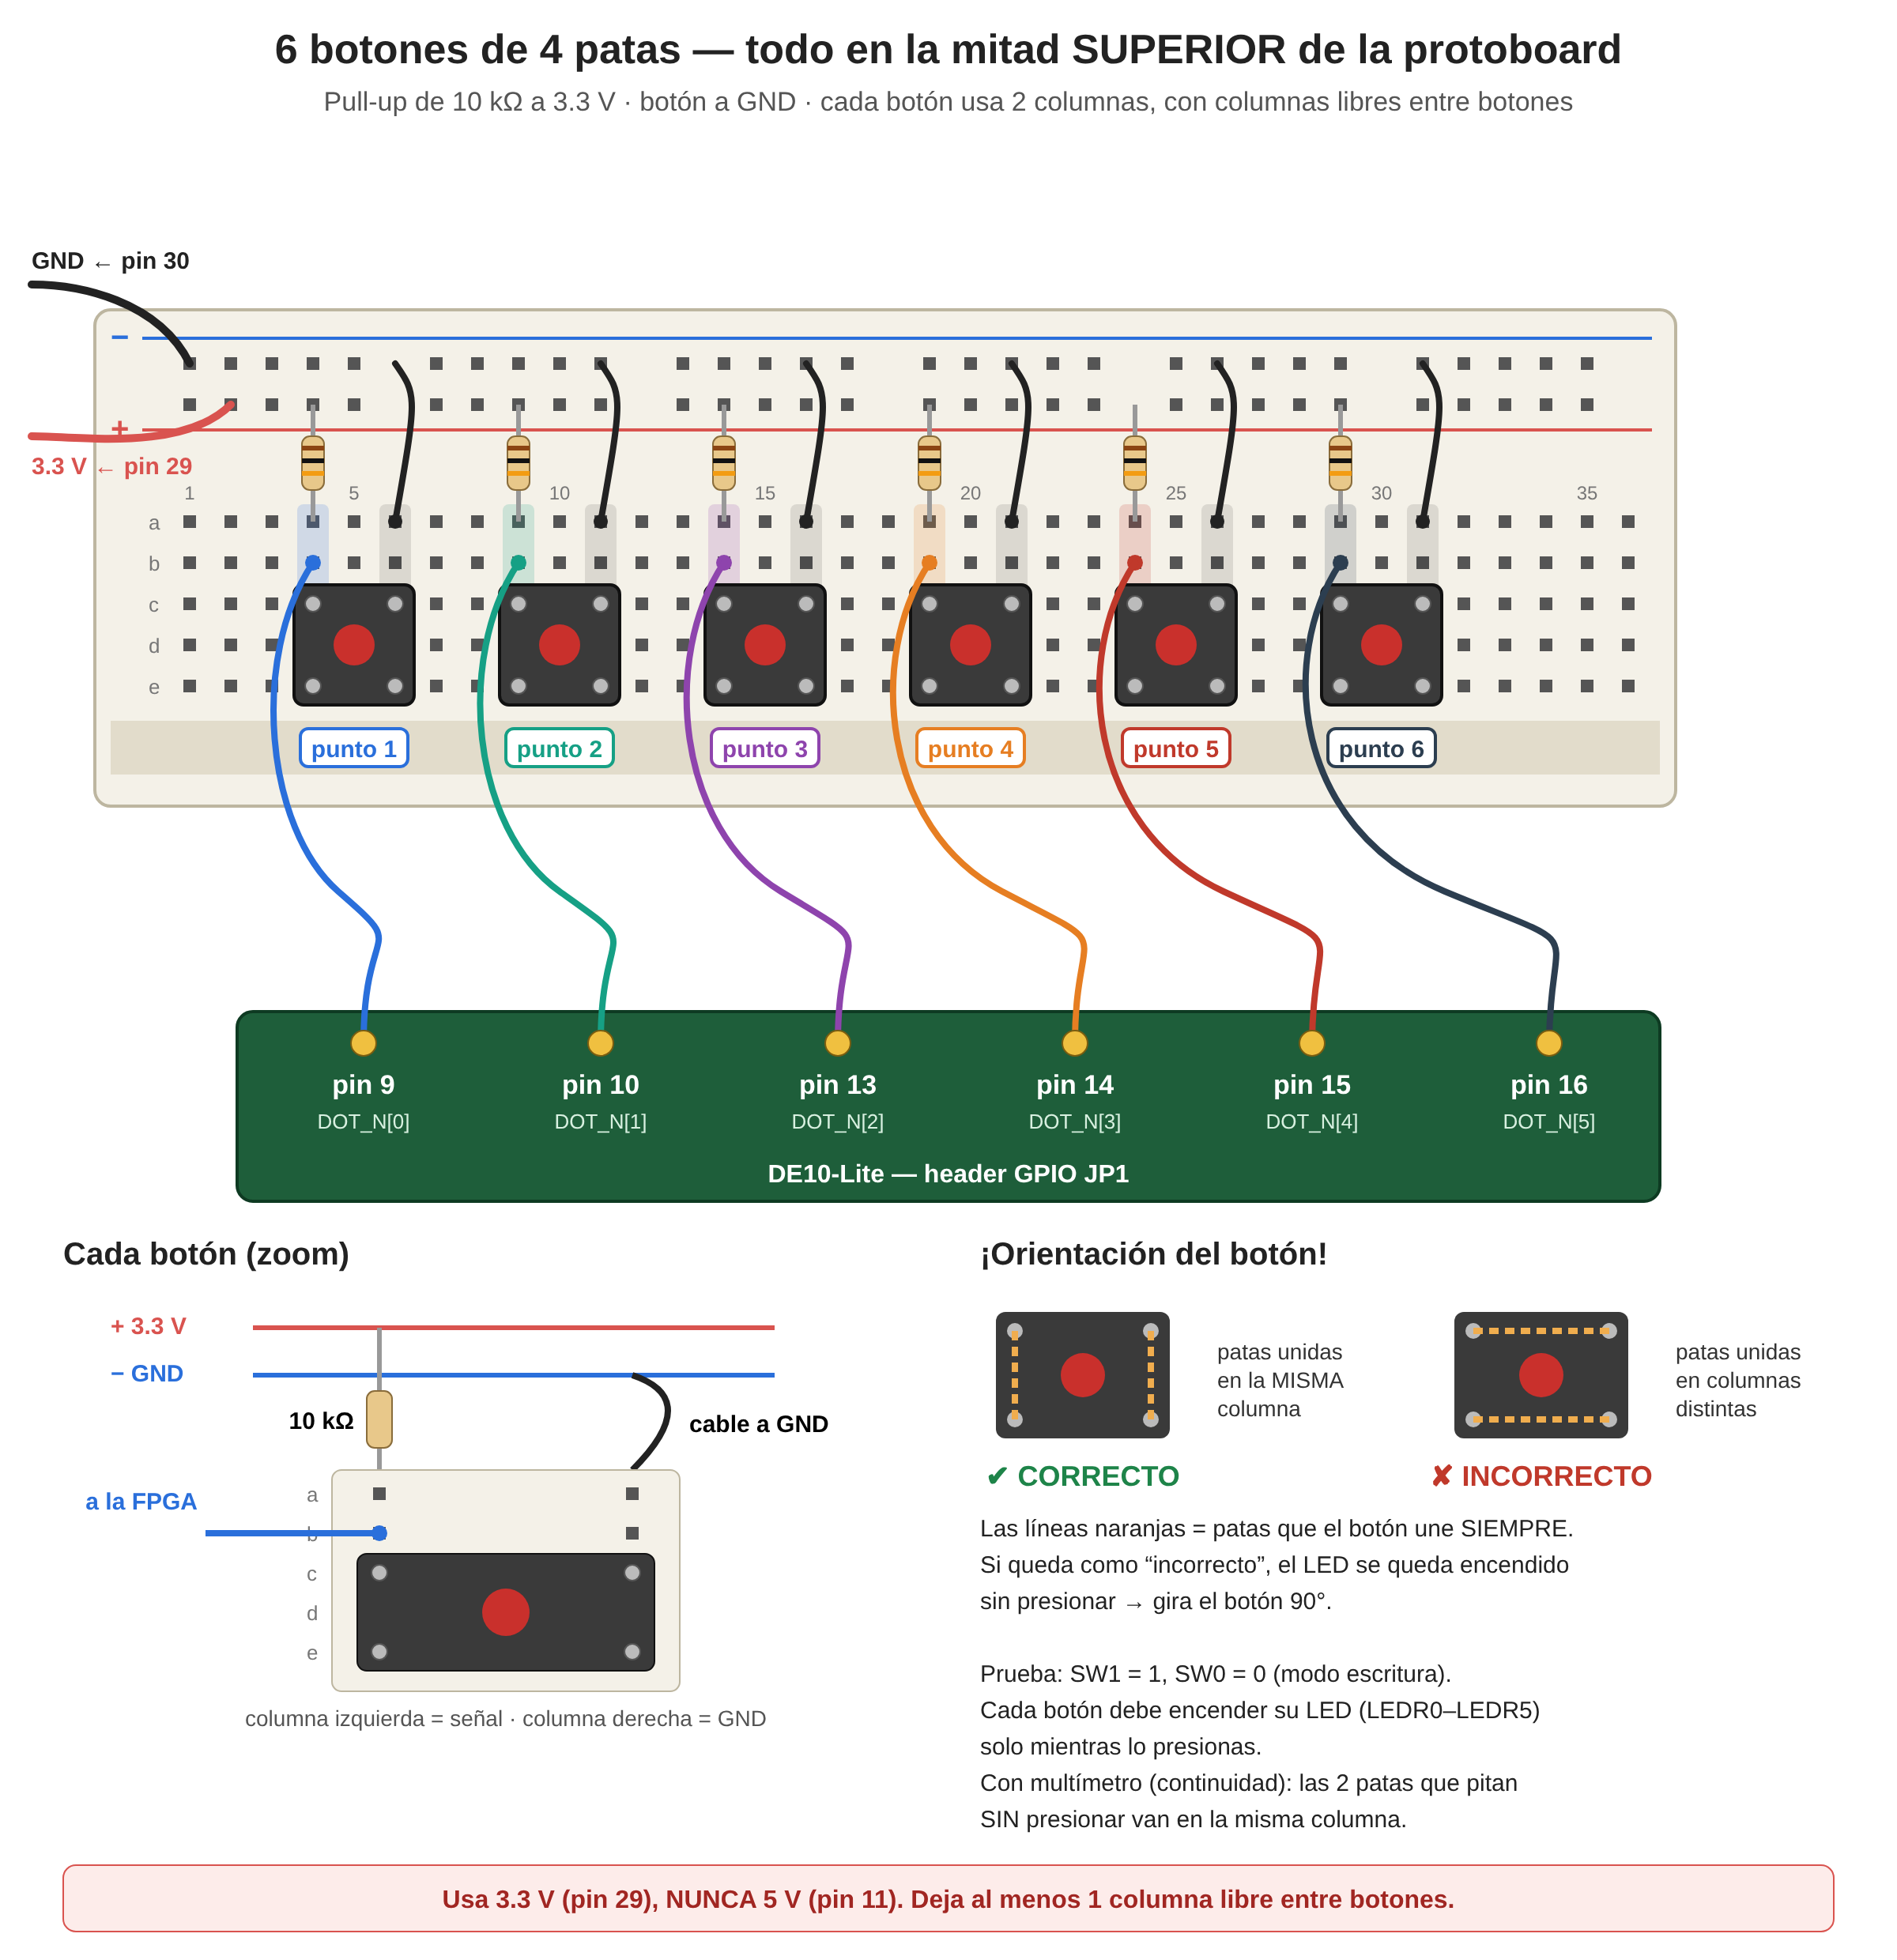 6 botones de 4 patas — todo en la mitad SUPERIOR de la protoboard
Pull-up de 10 kΩ a 3.3 V · botón a GND · cada botón usa 2 columnas, con columnas libres entre botones
GND ← pin 30
−
+
3.3 V ← pin 29
1 5 10 15 20 25 30 35
a
b
c
d
e
punto 1 punto 2 punto 3 punto 4 punto 5 punto 6
pin 9 pin 10 pin 13 pin 14 pin 15 pin 16
DOT_N[0] DOT_N[1] DOT_N[2] DOT_N[3] DOT_N[4] DOT_N[5]
DE10-Lite — header GPIO JP1
Cada botón (zoom)
+ 3.3 V
− GND
10 kΩ
cable a GND
a la FPGA
a
b
c
d
e
columna izquierda = señal · columna derecha = GND
¡Orientación del botón!
patas unidas
en la MISMA
columna
patas unidas
en columnas
distintas
✔ CORRECTO
✘ INCORRECTO
Las líneas naranjas = patas que el botón une SIEMPRE.
Si queda como “incorrecto”, el LED se queda encendido
sin presionar → gira el botón 90°.
Prueba: SW1 = 1, SW0 = 0 (modo escritura).
Cada botón debe encender su LED (LEDR0–LEDR5)
solo mientras lo presionas.
Con multímetro (continuidad): las 2 patas que pitan
SIN presionar van en la misma columna.
Usa 3.3 V (pin 29), NUNCA 5 V (pin 11). Deja al menos 1 columna libre entre botones.